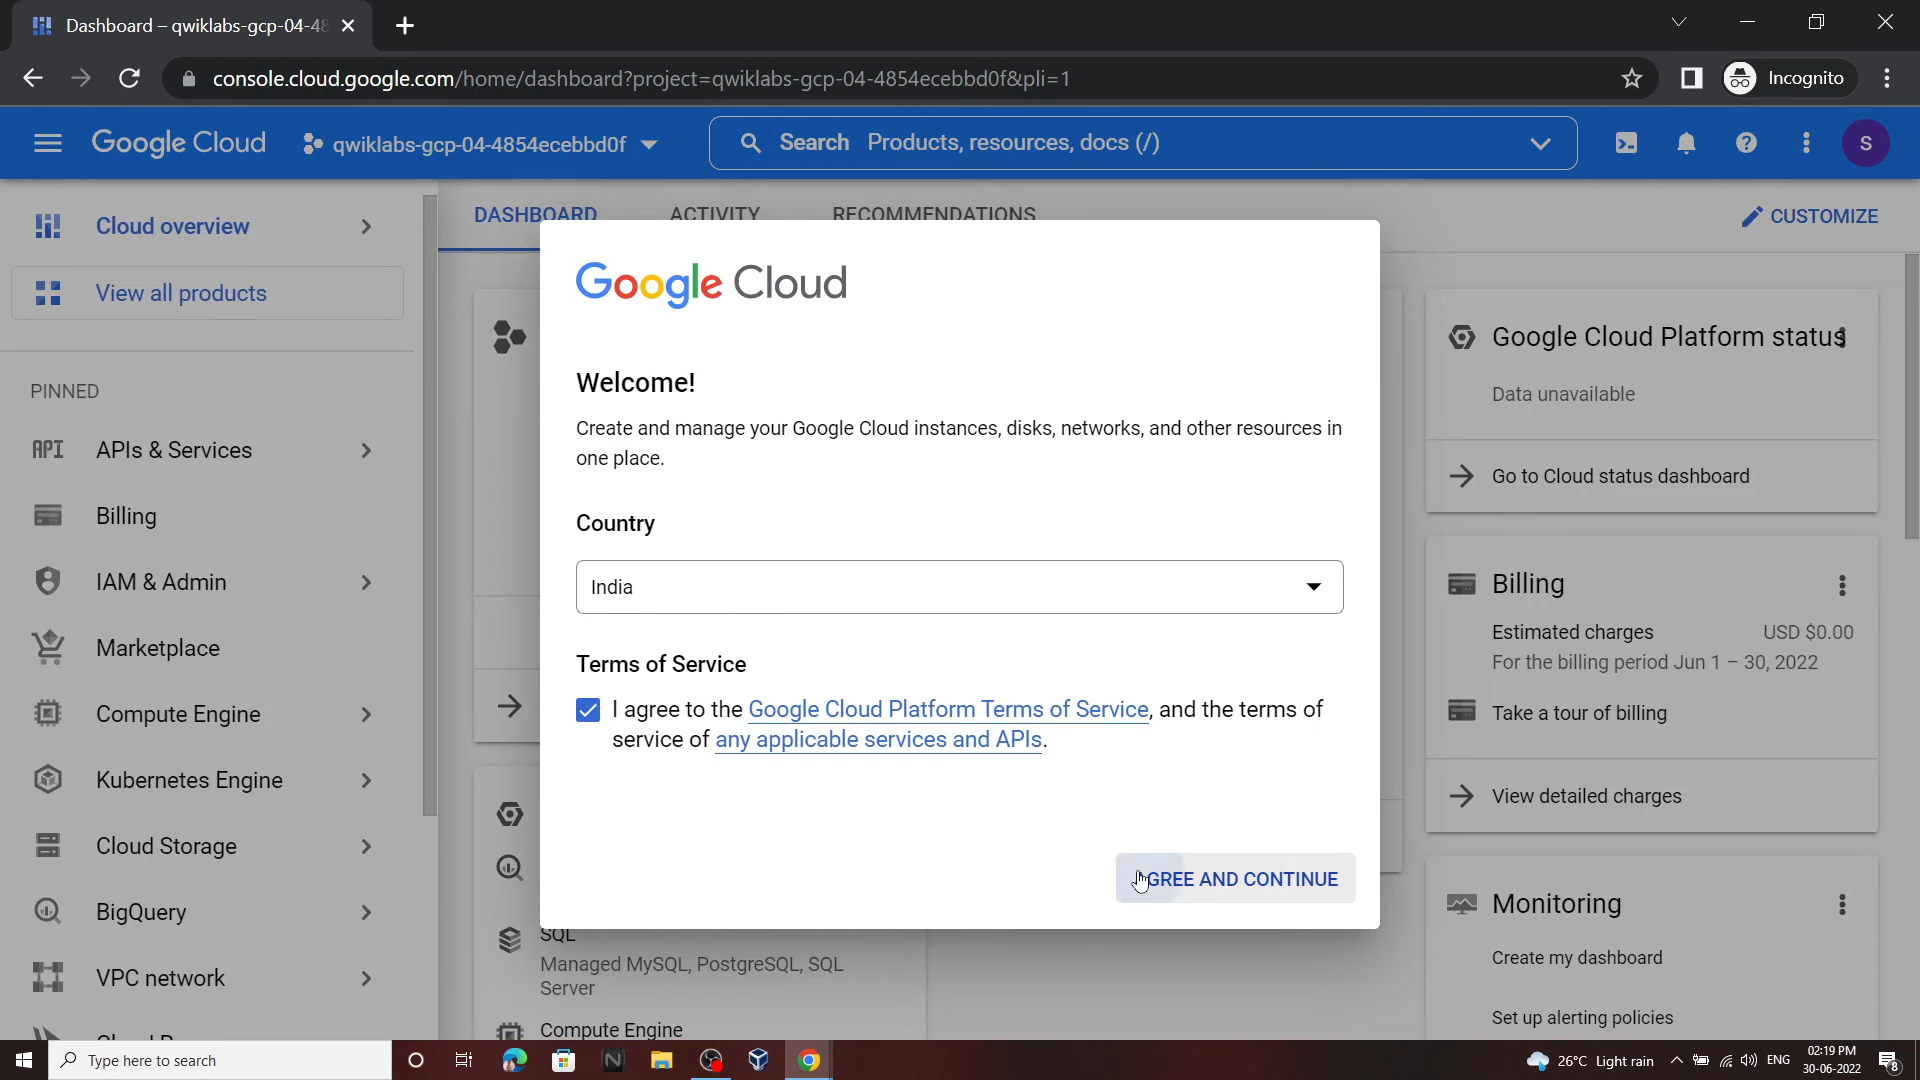 Dashboard – qwiklabs-gcp-04-48
console.cloud.google.com/home/dashboard?project=qwiklabs-gcp-04-4854ecebbd0f&pli=1
Incognito
Google Cloud
qwiklabs-gcp-04-4854ecebbd0f
Search Products, resources, docs (/)
S
Cloud overview
View all products
PINNED
API APIs & Services
Billing
IAM & Admin
Marketplace
Compute Engine
Kubernetes Engine
Cloud Storage
BigQuery
VPC network
DASHBOARD
ACTIVITY
RECOMMENDATIONS
CUSTOMIZE
Google Cloud
Welcome!
Create and manage your Google Cloud instances, disks, networks, and other resources in
one place.
Country
India
Terms of Service
I agree to the Google Cloud Platform Terms of Service, and the terms of
service of any applicable services and APIs.
AGREE AND CONTINUE
SQL
Managed MySQL, PostgreSQL, SQL
Server
Compute Engine
Google Cloud Platform status
Data unavailable
Go to Cloud status dashboard
Billing
Estimated charges USD $0.00
For the billing period Jun 1 – 30, 2022
Take a tour of billing
View detailed charges
Monitoring
Create my dashboard
Set up alerting policies
Type here to search
N
26°C Light rain
ENG
02:19 PM
30-06-2022
8